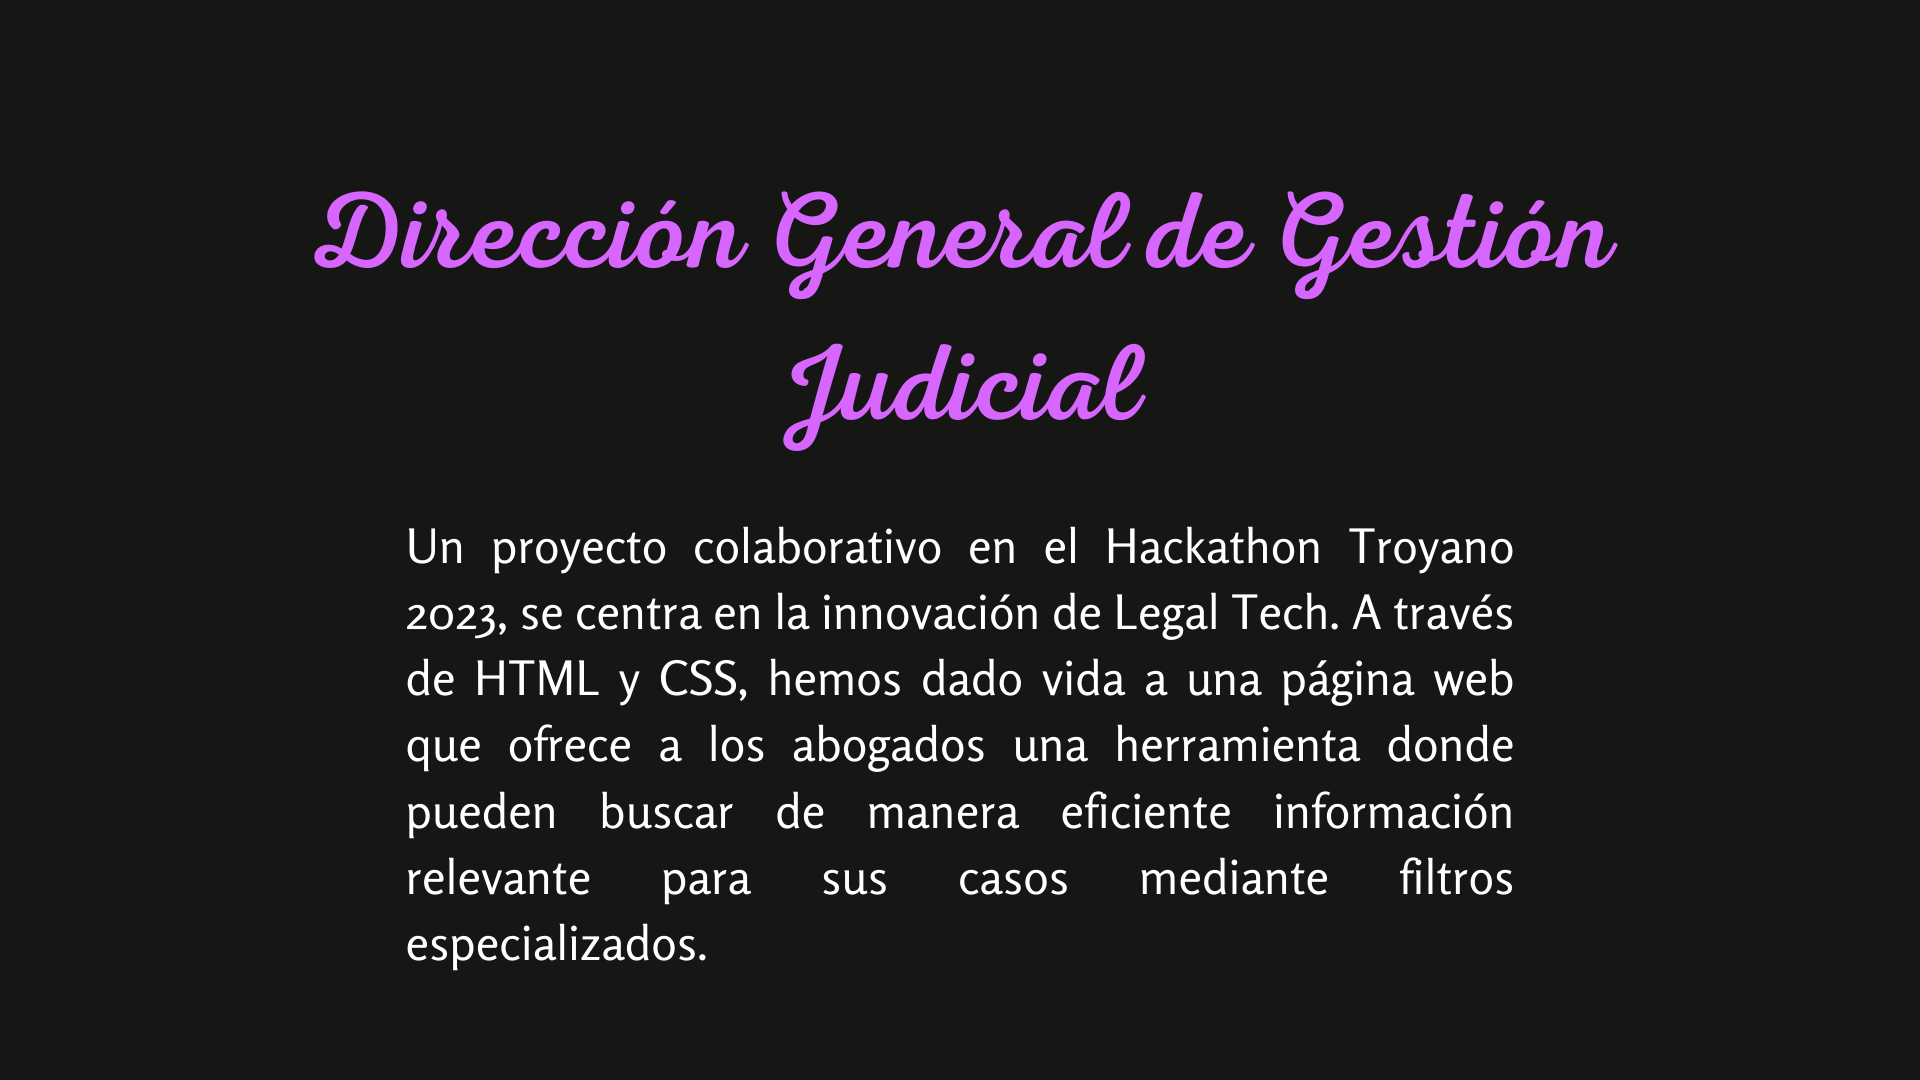 Dirección General de Gestión
Judicial
Un proyecto colaborativo en el Hackathon Troyano
2023, se centra en la innovación de Legal Tech. A través
de HTML y CSS, hemos dado vida a una página web
que ofrece a los abogados una herramienta donde
pueden buscar de manera eficiente información
relevante para sus casos mediante filtros
especializados.